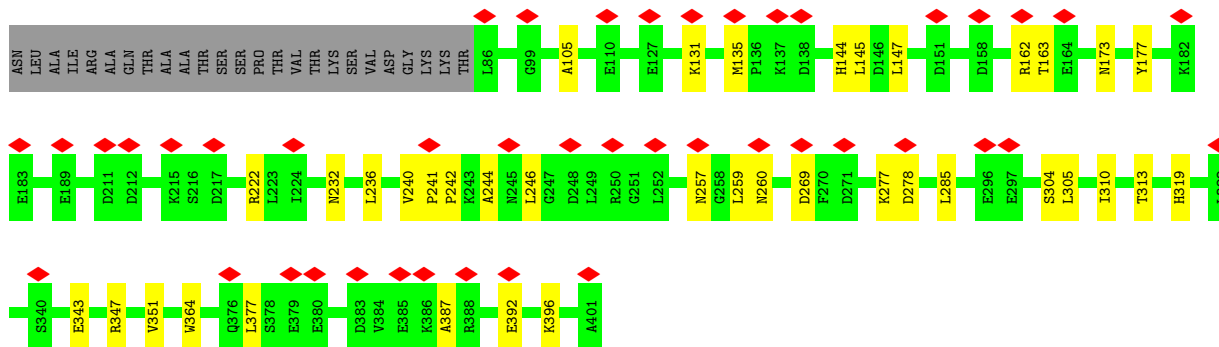 ASN LEU ALA ILE ARG ALA GLN THR ALA ALA THR SER SER PRO THR VAL THR LYS SER VAL ASP GLY LYS LYS THR L86 G99 A105 E110 E127 K131 M135 P136 K137 D138 H144 L145 D146 L147 D151 D158 R162 T163 E164 N173 Y177 K182
E183 E189 D211 D212 K215 S216 D217 R222 L223 I224 N232 L236 V240 P241 P242 K243 A244 N245 L246 G247 D248 L249 R250 G251 L252 N257 G258 L259 N260 D269 F270 D271 K277 D278 L285 E296 E297 S304 L305 I310 T313 H319
S340 E343 R347 V351 W364 Q376 L377 S378 E379 E380 D383 V384 E385 K386 A387 R388 E392 K396 A401